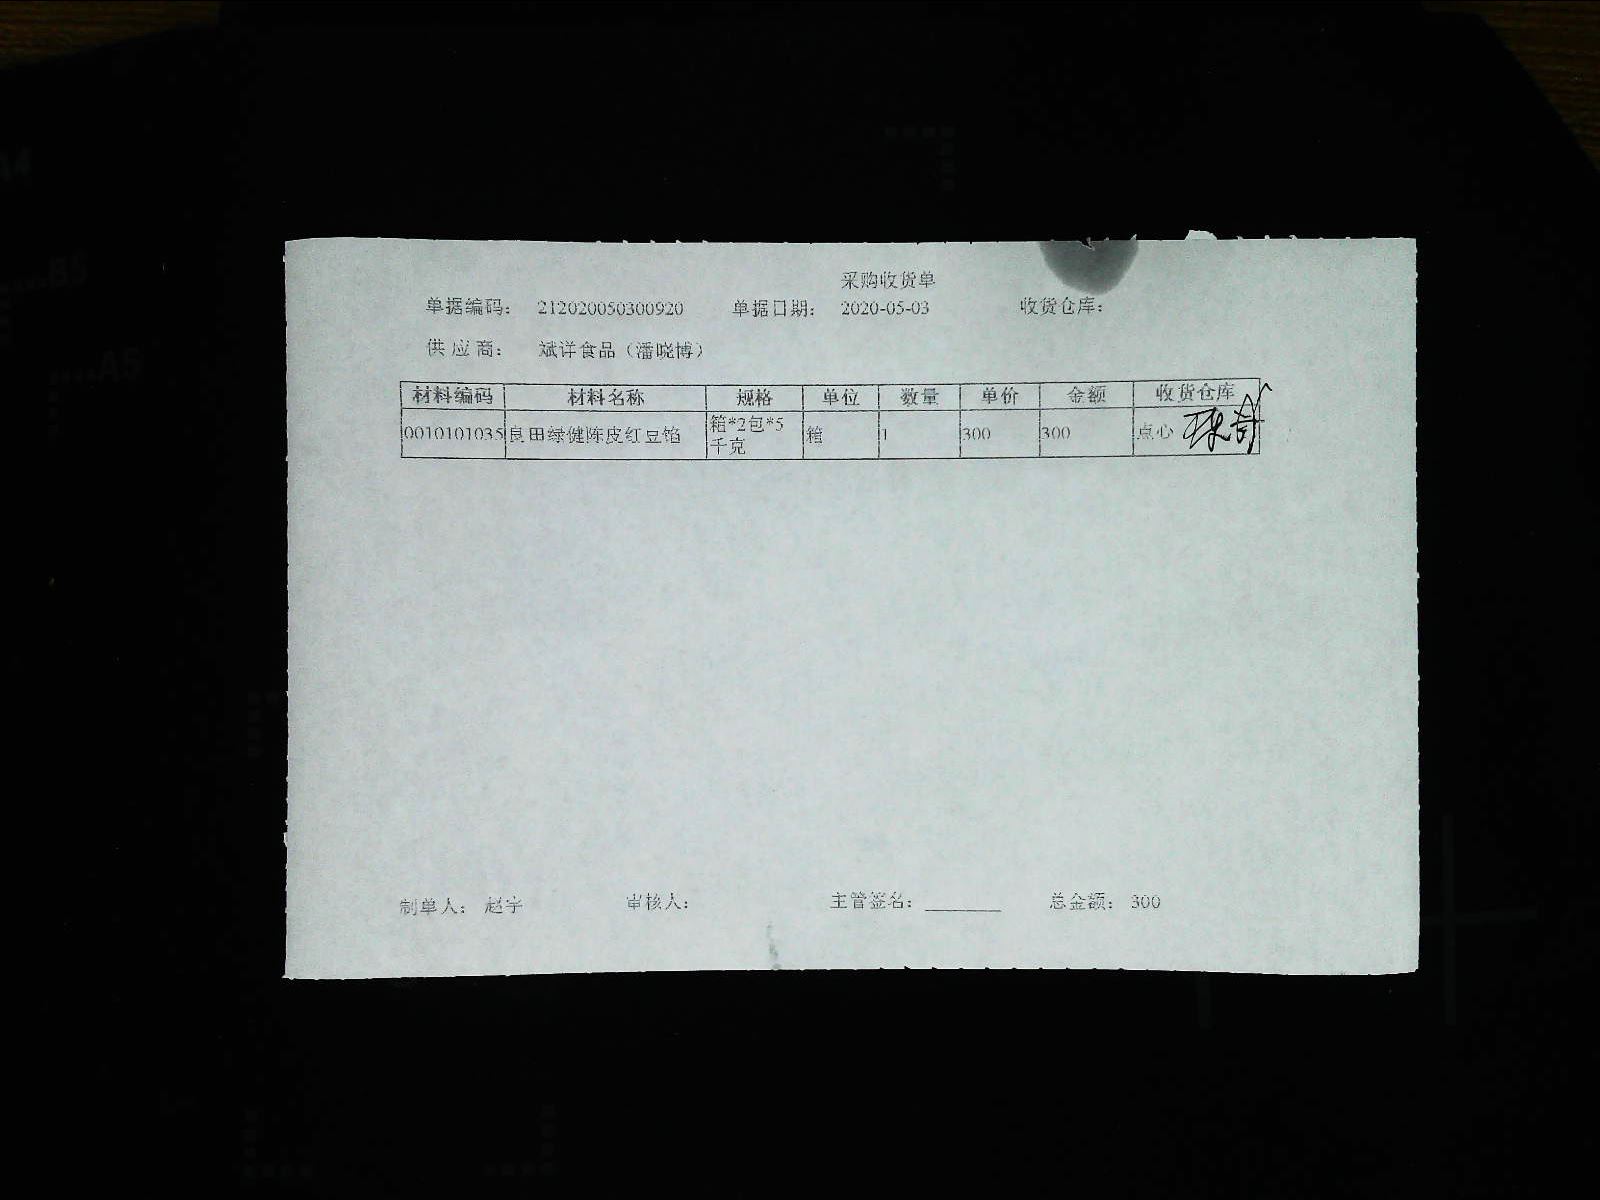 采购收货单
单据编码： 212020050300920 单据日期： 2020-05-03 收货仓库：
供应商： 斌详食品（潘晓博）
材料编码 材料名称 规格 单位 数量 单价 金额 收货仓库
0010101035 良田绿健陈皮红豆馅 箱*2包*5千克 箱 1 300 300 点心
制单人： 赵宇 审核人： 主管签名： 总金额： 300
B5
A5